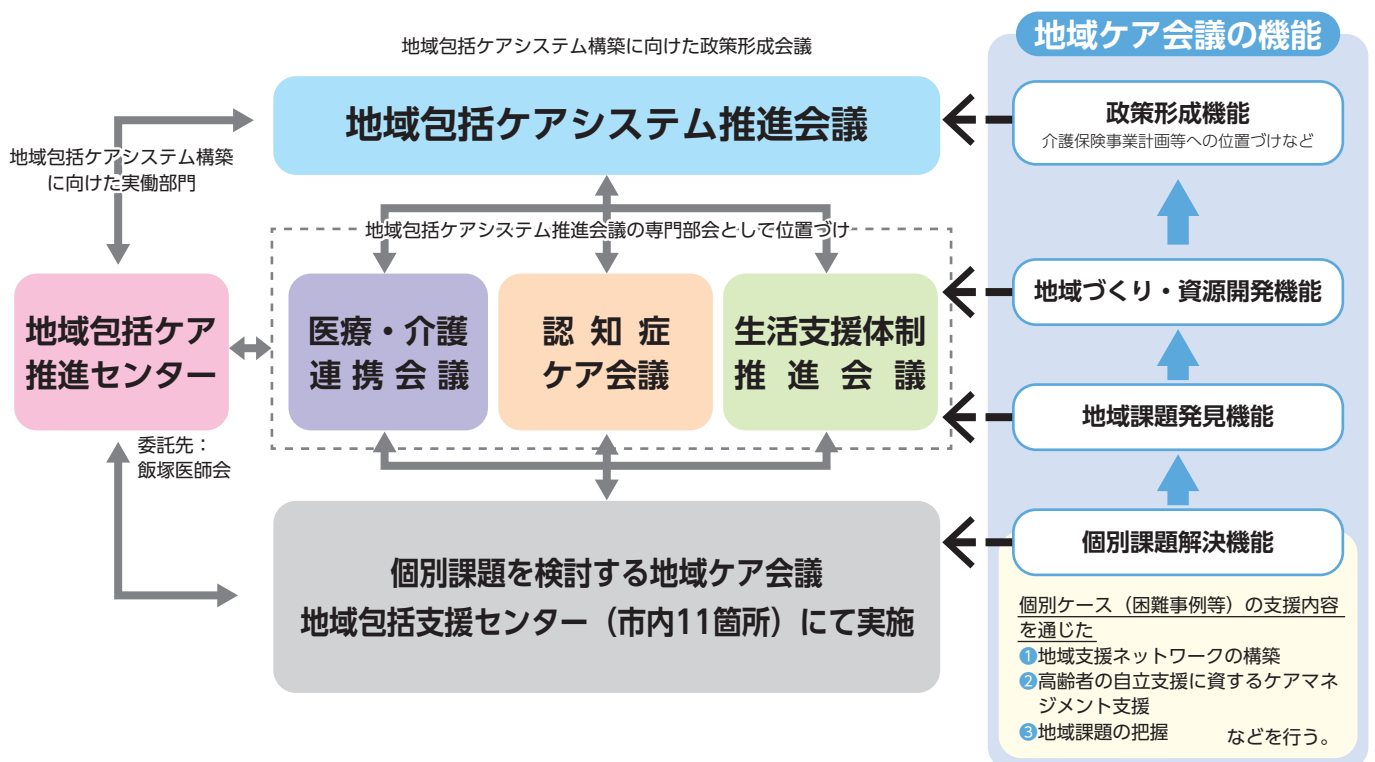 地域包括ケアシステム構築に向けた政策形成会議
地域包括ケアシステム推進会議
地域包括ケアシステム構築
に向けた実働部門
地域包括ケアシステム推進会議の専門部会として位置づけ
地域包括ケア
推進センター
医療・介護
連携会議
認知症
ケア会議
生活支援体制
推進会議
委託先：
飯塚医師会
個別課題を検討する地域ケア会議
地域包括支援センター（市内11箇所）にて実施
地域ケア会議の機能
政策形成機能
介護保険事業計画等への位置づけなど
地域づくり・資源開発機能
地域課題発見機能
個別課題解決機能
個別ケース（困難事例等）の支援内容
を通じた
❶地域支援ネットワークの構築
❷高齢者の自立支援に資するケアマネ
ジメント支援
❸地域課題の把握 などを行う。